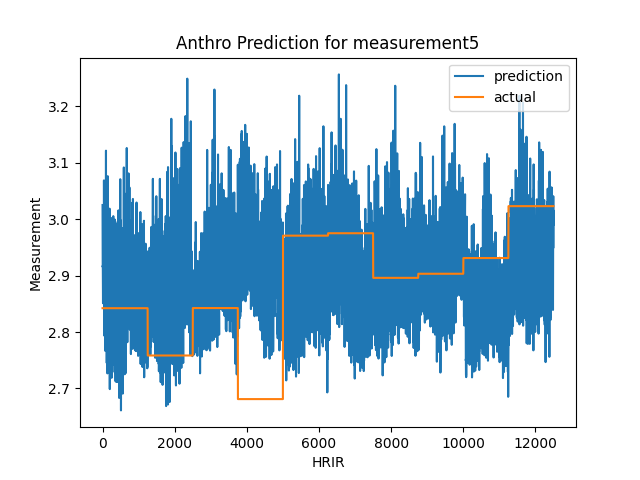 Anthro Prediction for measurement5
prediction
actual
Measurement
3.2
3.1
3.0
2.9
2.8
2.7
0
2000
4000
6000
8000
10000
12000
HRIR